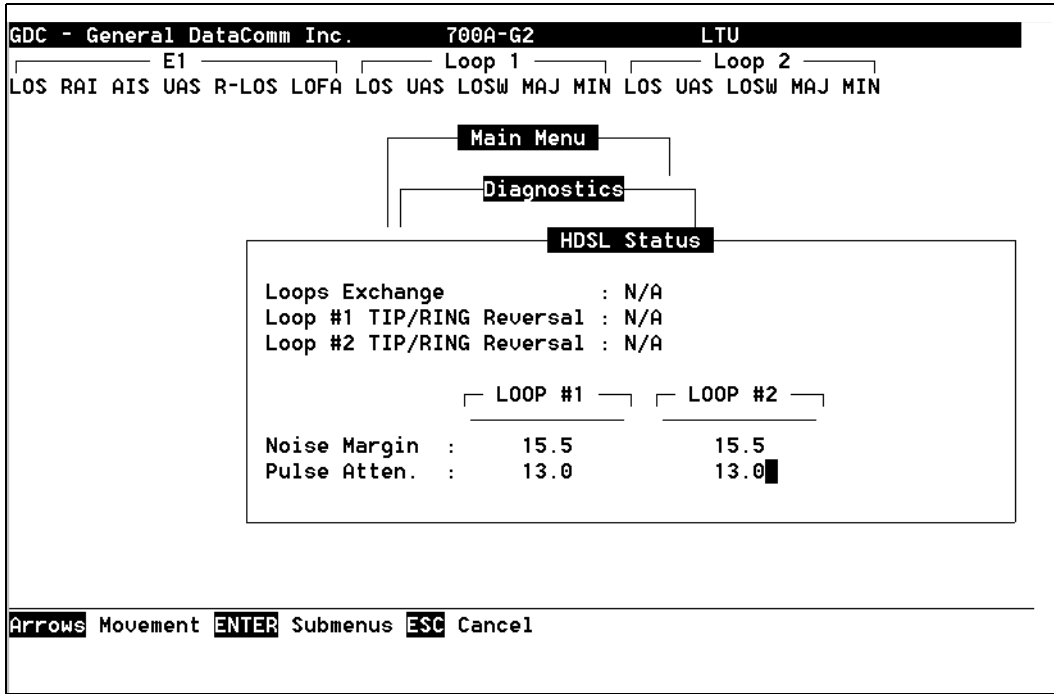 GDC - General DataComm Inc. 700A-G2 LTU
E1 Loop 1 Loop 2
LOS RAI AIS UAS R-LOS LOFA LOS UAS LOSW MAJ MIN LOS UAS LOSW MAJ MIN
Main Menu
Diagnostics
HDSL Status
Loops Exchange : N/A
Loop #1 TIP/RING Reversal : N/A
Loop #2 TIP/RING Reversal : N/A
LOOP #1 LOOP #2
Noise Margin : 15.5 15.5
Pulse Atten. : 13.0 13.0
Arrows Movement ENTER Submenus ESC Cancel